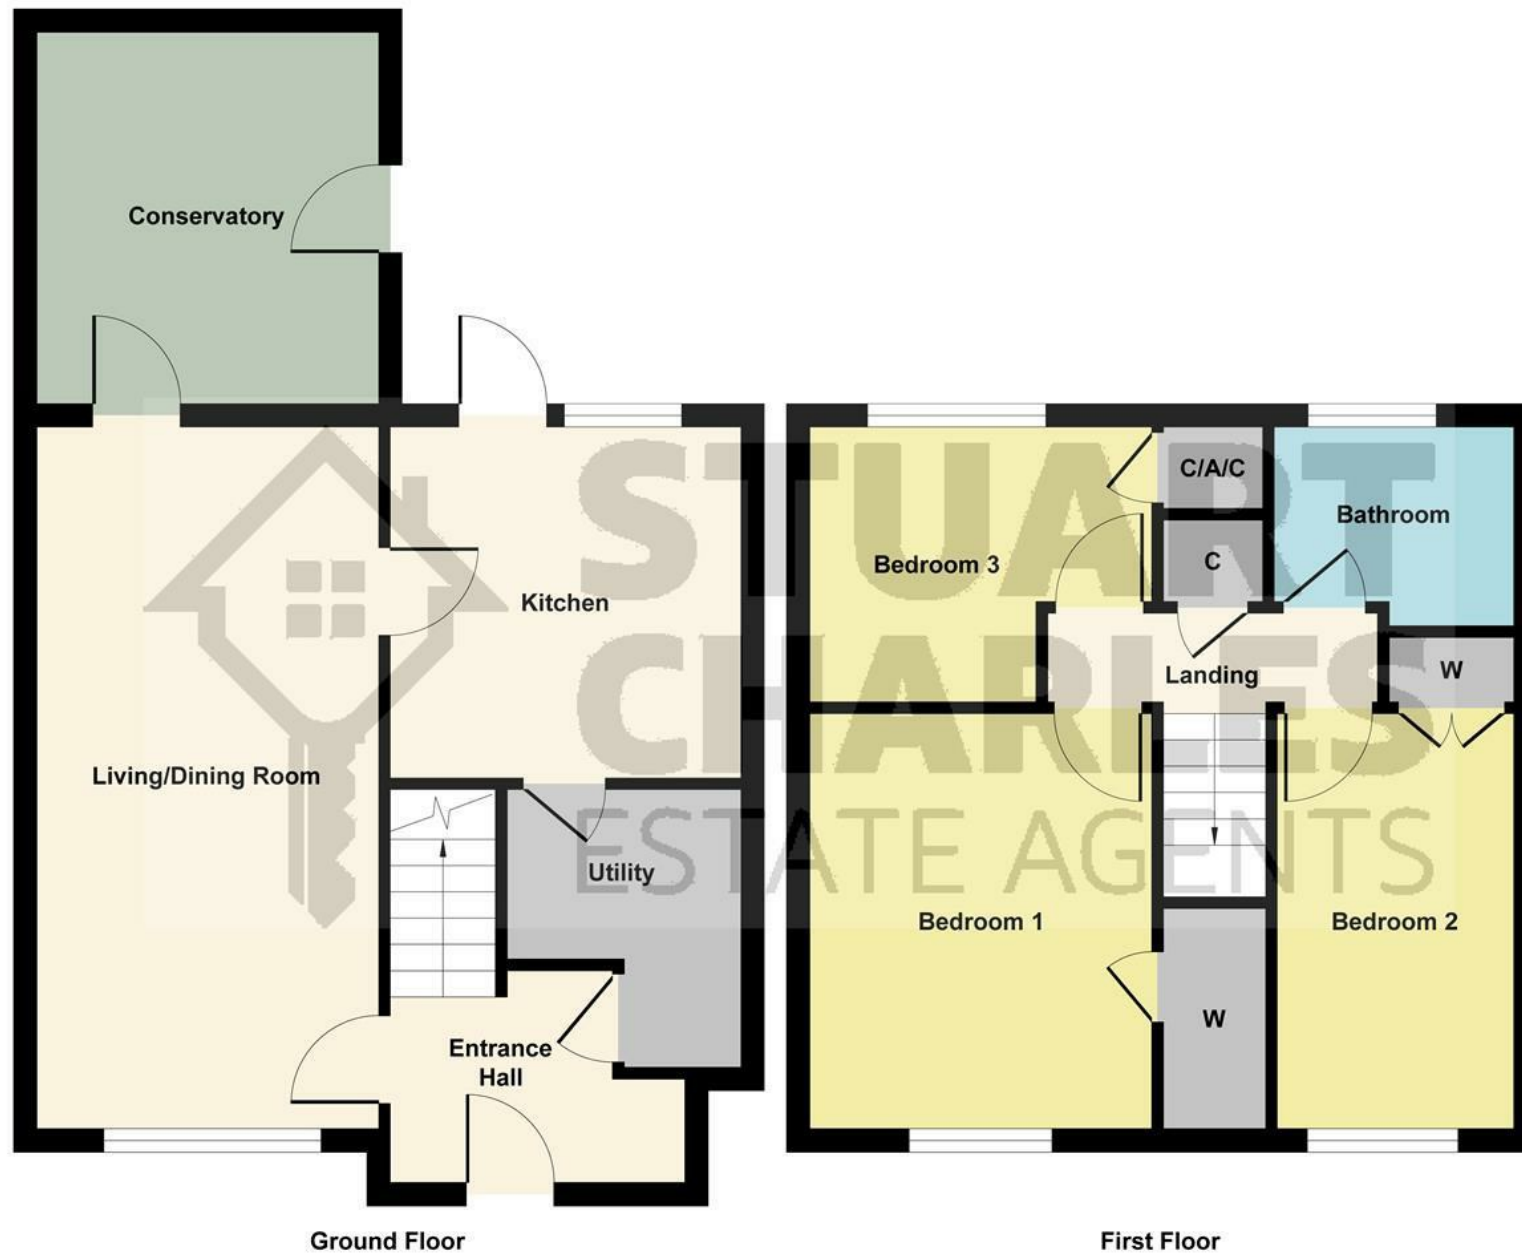 Conservatory
Living/Dining Room
Kitchen
Utility
Entrance
Hall
Ground Floor
Bedroom 3
C/A/C
C
Bathroom
Landing
W
Bedroom 1
W
Bedroom 2
First Floor
STUART
CHARLES
ESTATE AGENTS